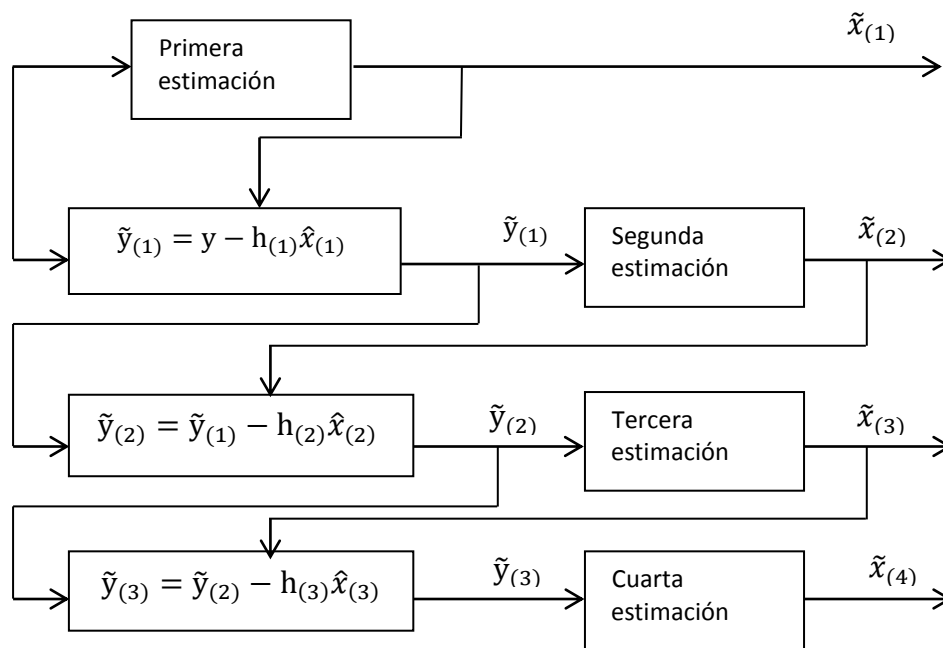 Primera
estimación
x̃₍₁₎
ỹ₍₁₎ = y − h₍₁₎x̂₍₁₎
ỹ₍₁₎
Segunda
estimación
x̃₍₂₎
ỹ₍₂₎ = ỹ₍₁₎ − h₍₂₎x̂₍₂₎
ỹ₍₂₎
Tercera
estimación
x̃₍₃₎
ỹ₍₃₎ = ỹ₍₂₎ − h₍₃₎x̂₍₃₎
ỹ₍₃₎
Cuarta
estimación
x̃₍₄₎